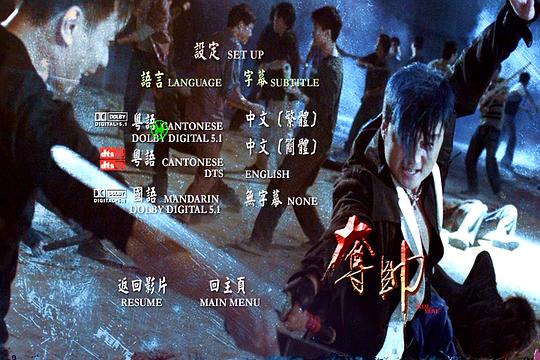 設定 SET UP
語言 LANGUAGE 字幕 SUBTITLE
DOLBY DIGITAL·5.1 粵語 CANTONESE DOLBY DIGITAL 5.1 中文〔繁體〕
dts dts 粵語 CANTONESE DTS 中文〔簡體〕
ENGLISH
DOLBY 國語 MANDARIN DOLBY DIGITAL 5.1 無字幕 NONE
奪帥
返回影片 回主頁
RESUME MAIN MENU